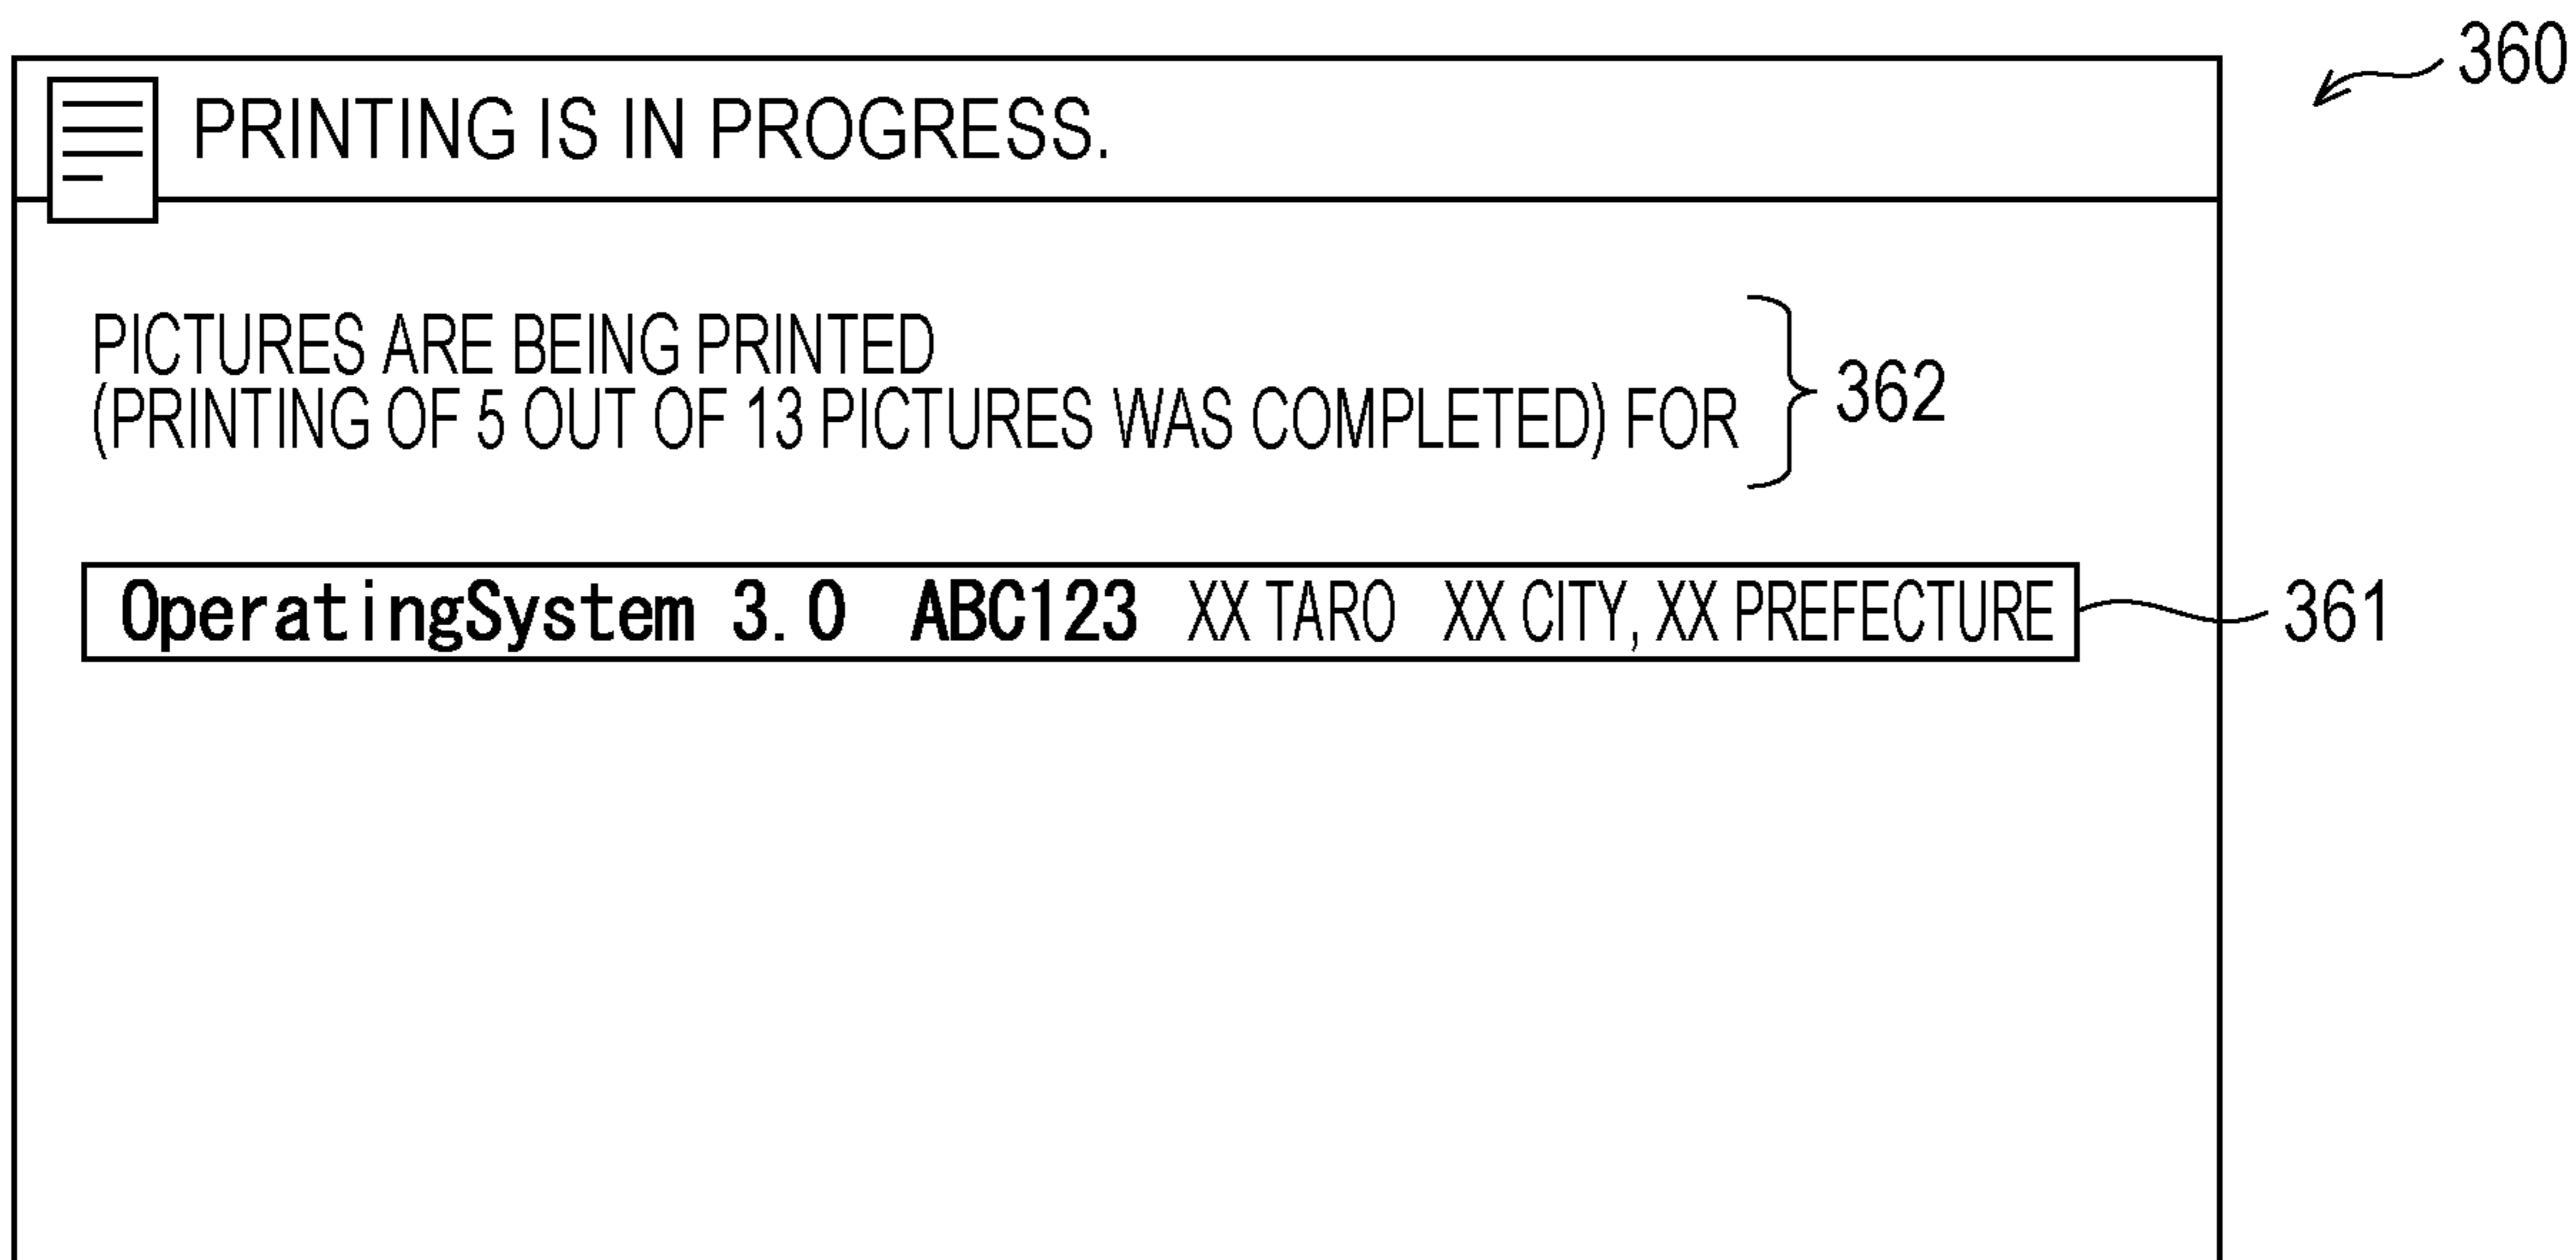 360
PRINTING IS IN PROGRESS.
PICTURES ARE BEING PRINTED
(PRINTING OF 5 OUT OF 13 PICTURES WAS COMPLETED) FOR
362
OperatingSystem 3.0 ABC123 XX TARO XX CITY, XX PREFECTURE
361